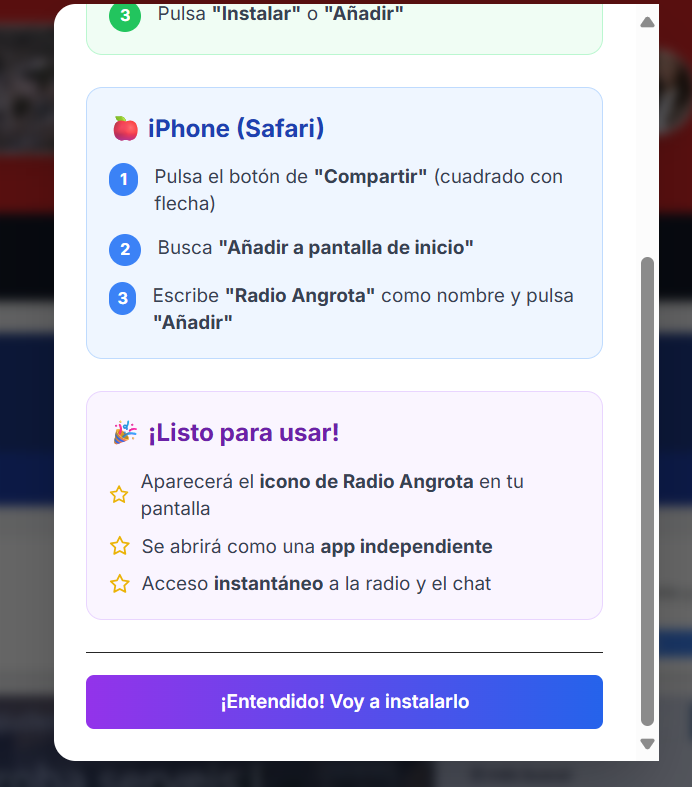 3 Pulsa "Instalar" o "Añadir"
iPhone (Safari)
1 Pulsa el botón de "Compartir" (cuadrado con
flecha)
2 Busca "Añadir a pantalla de inicio"
3 Escribe "Radio Angrota" como nombre y pulsa
"Añadir"
¡Listo para usar!
Aparecerá el icono de Radio Angrota en tu
pantalla
Se abrirá como una app independiente
Acceso instantáneo a la radio y el chat
¡Entendido! Voy a instalarlo